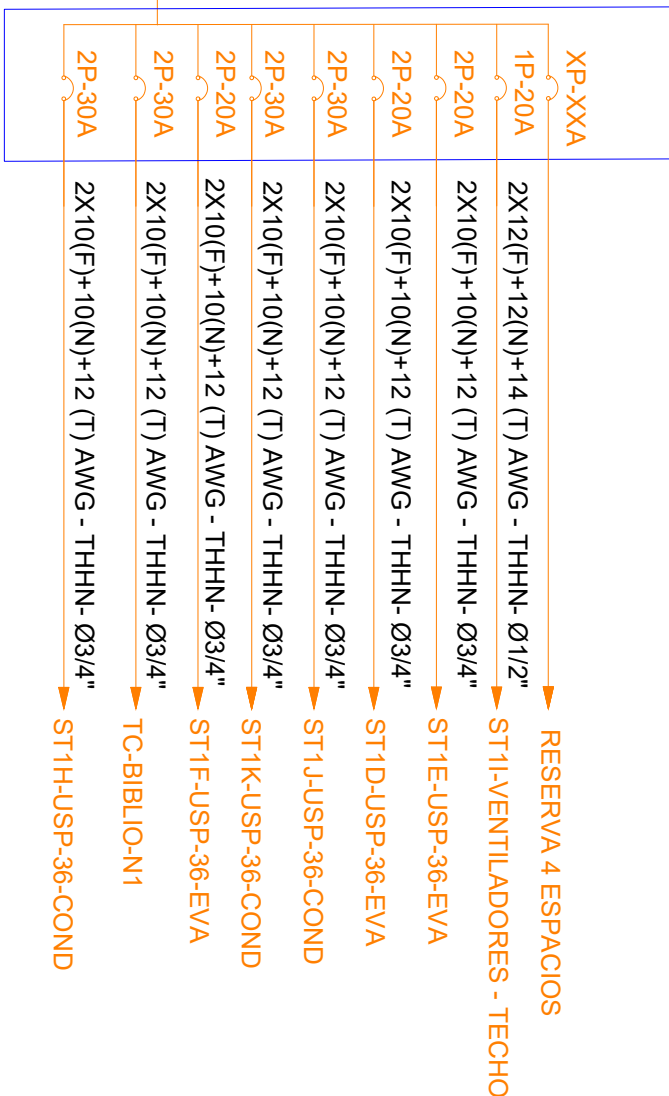 XP-XXA RESERVA 4 ESPACIOS
1P-20A 2X12(F)+12(N)+14 (T) AWG - THHN- Ø1/2" ST1I-VENTILADORES - TECHO
2P-20A 2X10(F)+10(N)+12 (T) AWG - THHN- Ø3/4" ST1E-USP-36-EVA
2P-20A 2X10(F)+10(N)+12 (T) AWG - THHN- Ø3/4" ST1D-USP-36-EVA
2P-30A 2X10(F)+10(N)+12 (T) AWG - THHN- Ø3/4" ST1J-USP-36-COND
2P-30A 2X10(F)+10(N)+12 (T) AWG - THHN- Ø3/4" ST1K-USP-36-COND
2P-20A 2X10(F)+10(N)+12 (T) AWG - THHN- Ø3/4" ST1F-USP-36-EVA
2P-30A 2X10(F)+10(N)+12 (T) AWG - THHN- Ø3/4" TC-BIBLIO-N1
2P-30A 2X10(F)+10(N)+12 (T) AWG - THHN- Ø3/4" ST1H-USP-36-COND